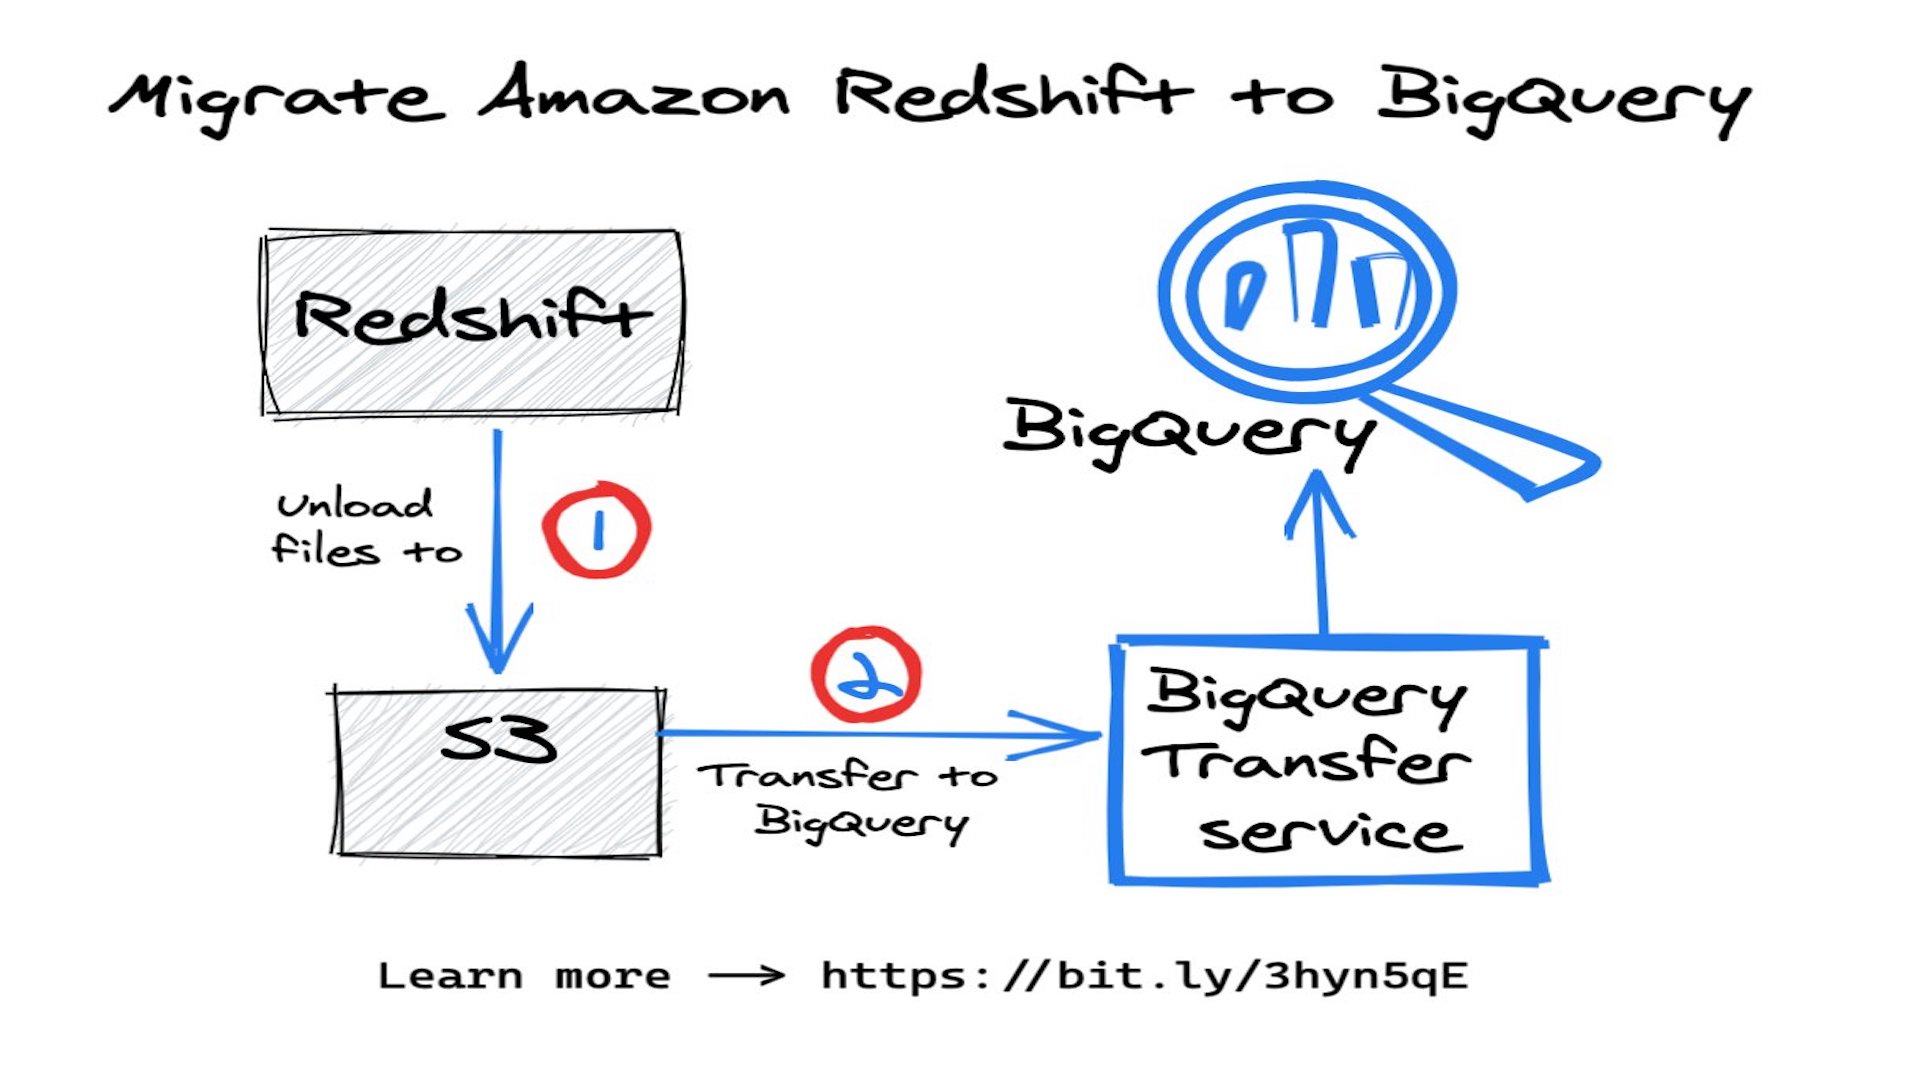 Migrate Amazon Redshift to BigQuery
Redshift
Unload
files to
1
S3
2
Transfer to
BigQuery
BigQuery
Transfer
service
BigQuery
Learn more → https://bit.ly/3hyn5qE